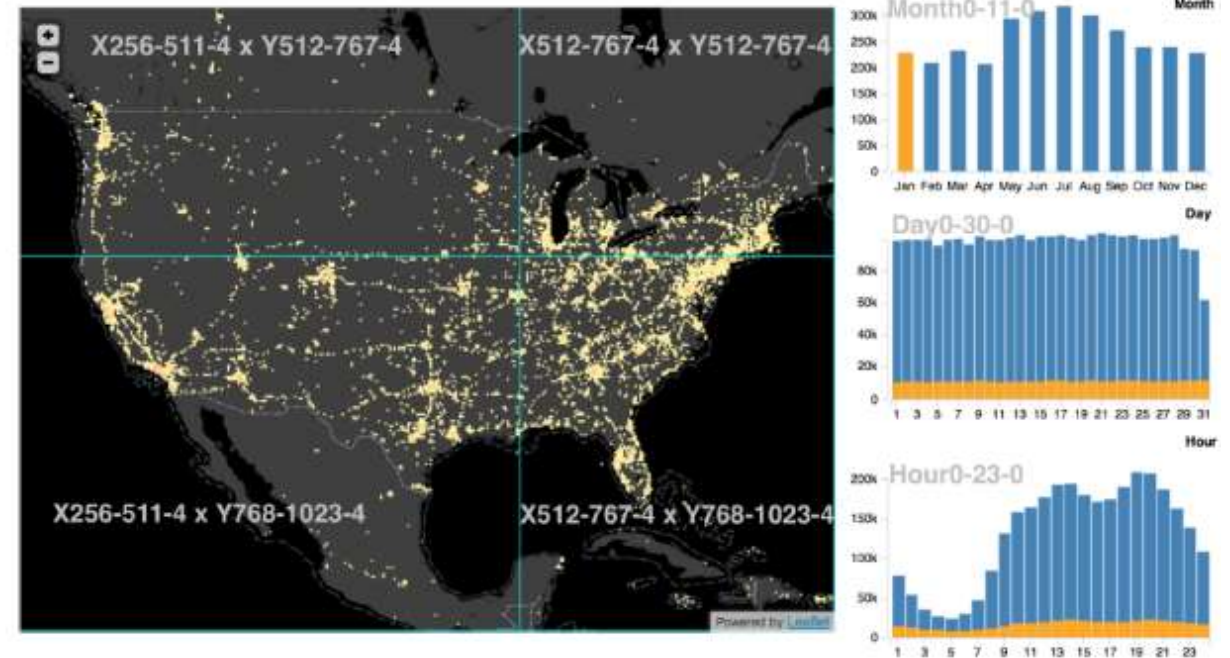 X256-511-4 x Y512-767-4
X512-767-4 x Y512-767-4
X256-511-4 x Y768-1023-4
X512-767-4 x Y768-1023-4
Powered by Leaflet
Month0-11-0
Month
300k
250k
200k
150k
100k
50k
0
Jan Feb Mar Apr May Jun Jul Aug Sep Oct Nov Dec
Day0-30-0
Day
80k
60k
40k
20k
0
1 3 5 7 9 11 13 15 17 19 21 23 25 27 29 31
Hour
Hour0-23-0
200k
150k
100k
50k
0
1 3 5 7 9 11 13 15 17 19 21 23